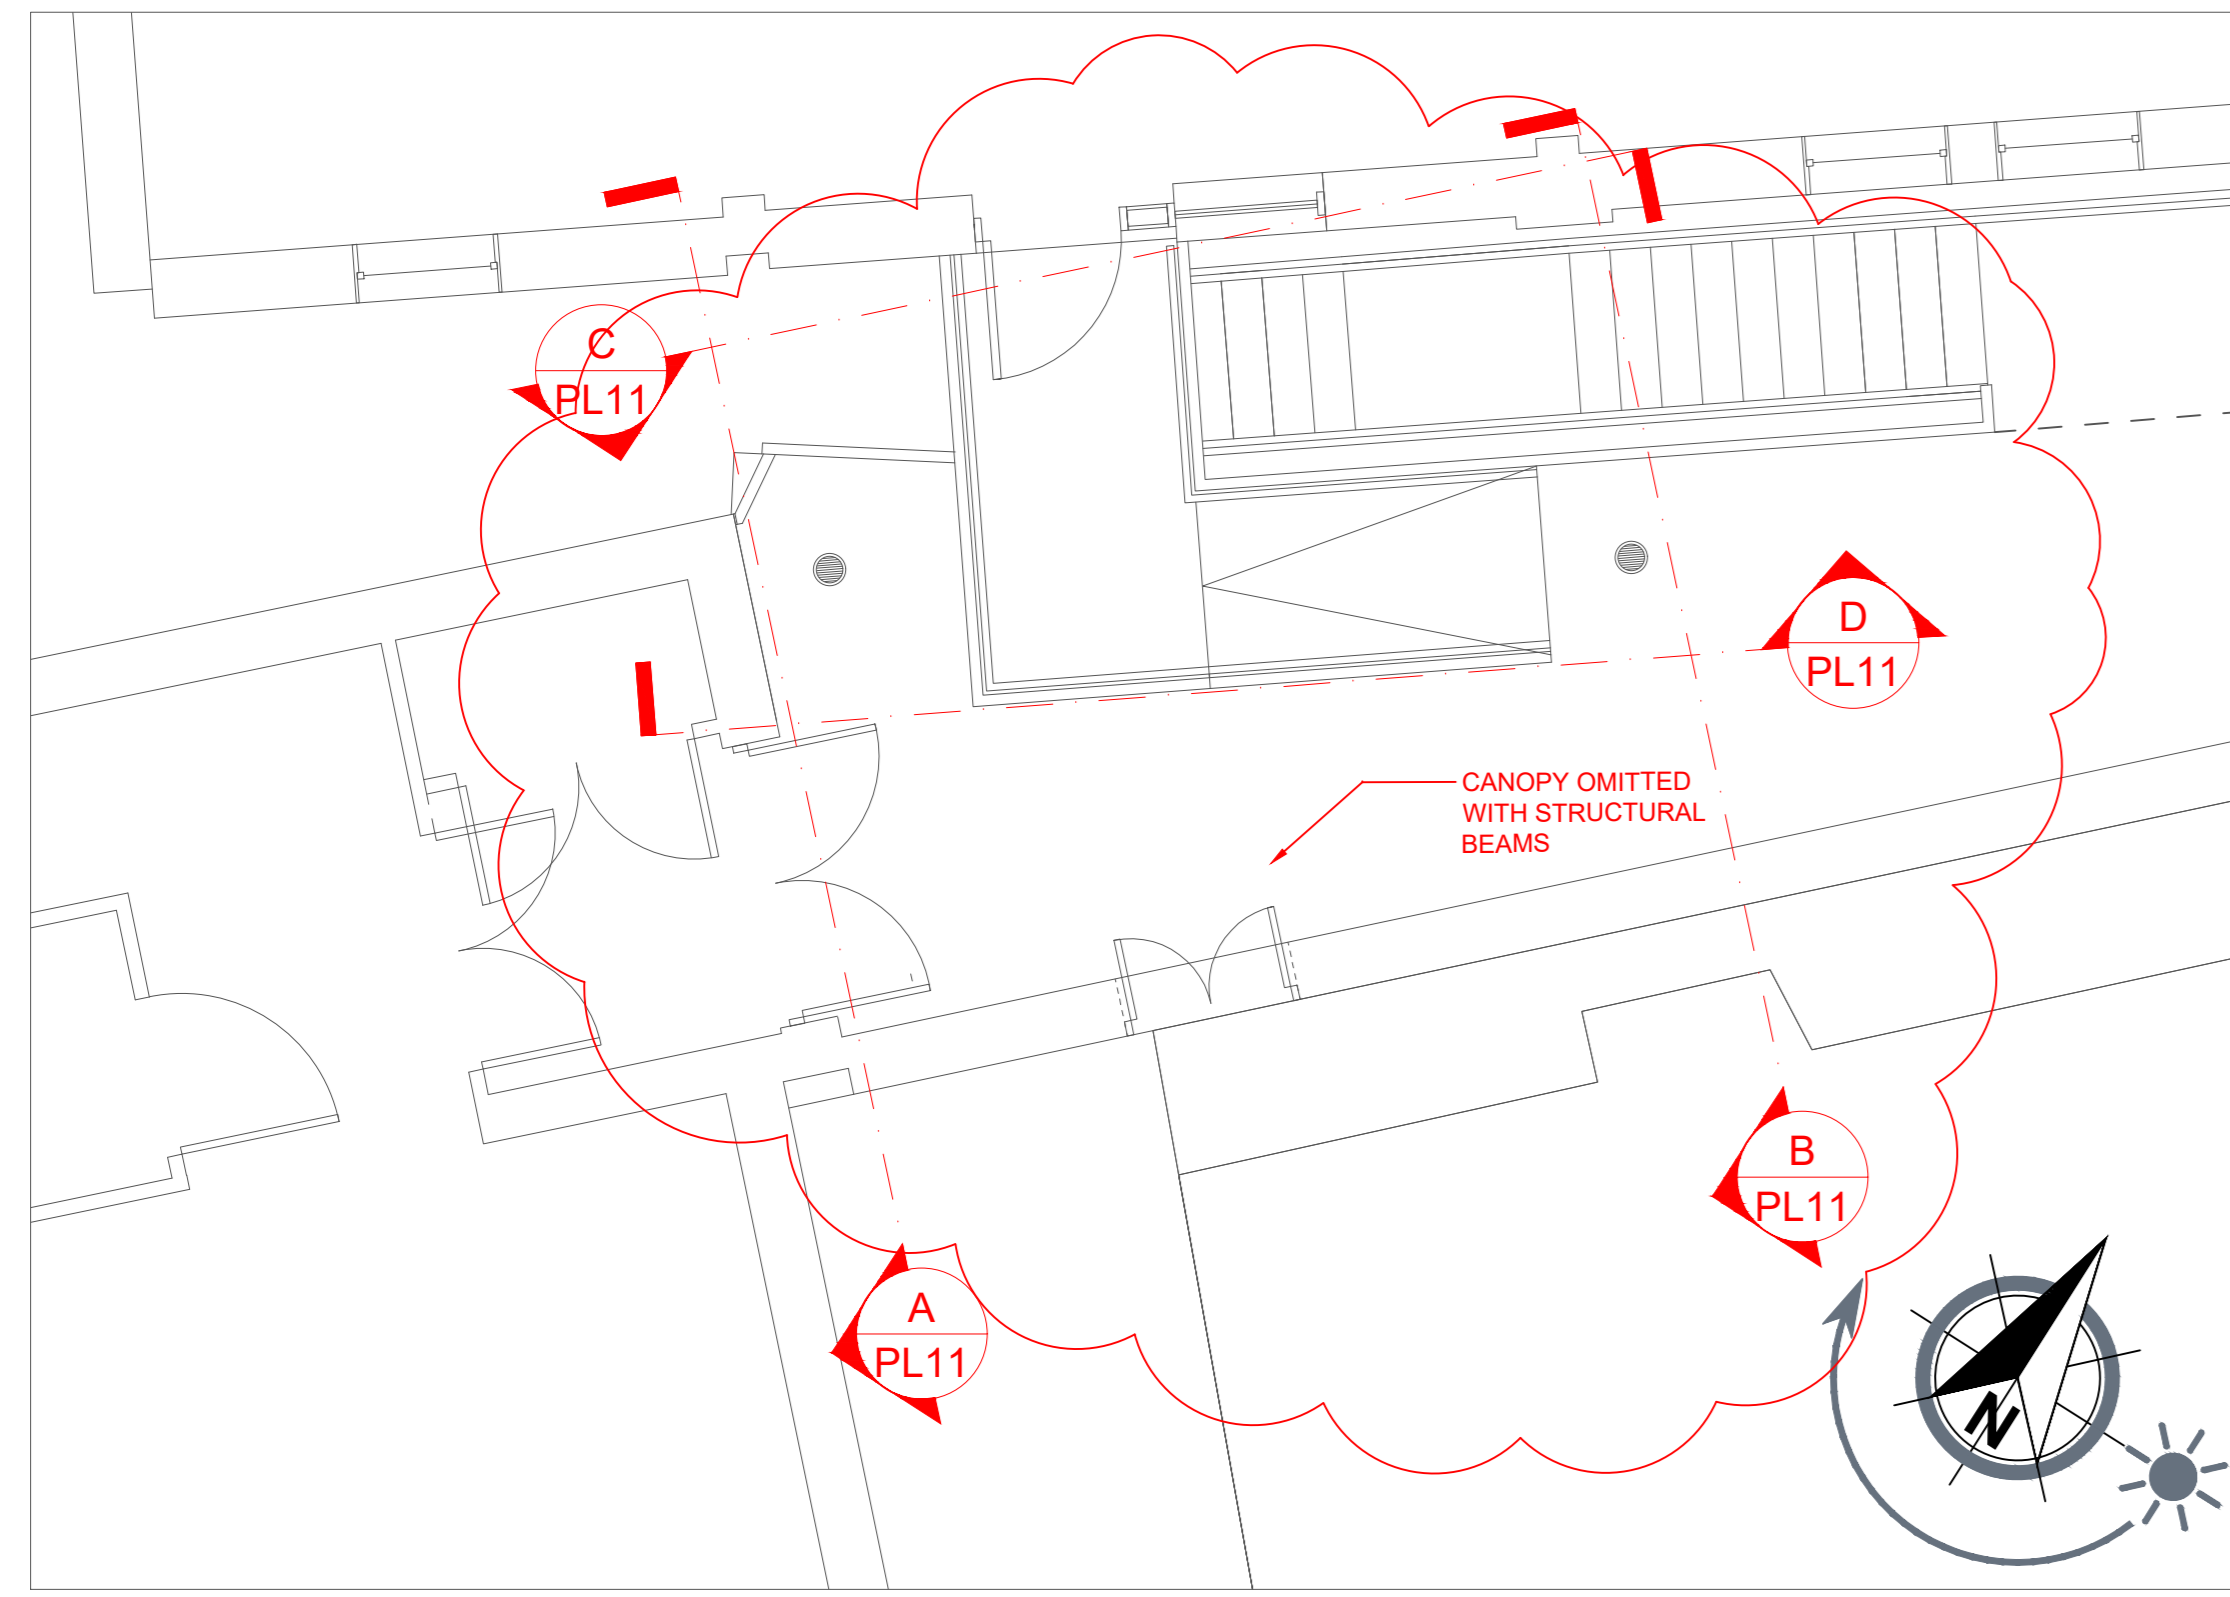 C
PL11
D
PL11
CANOPY OMITTED
WITH STRUCTURAL
BEAMS
B
PL11
A
PL11
N